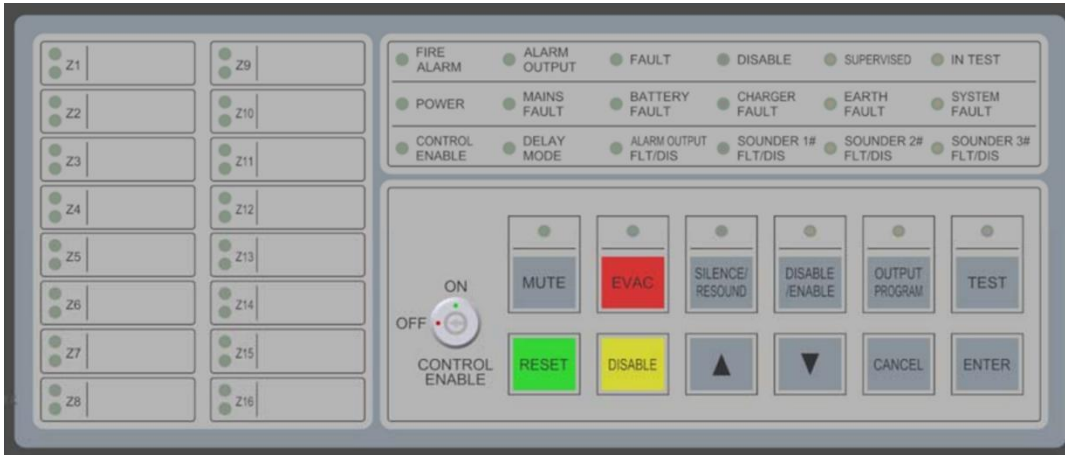 Z1
Z2
Z3
Z4
Z5
Z6
Z7
Z8
Z9
Z10
Z11
Z12
Z13
Z14
Z15
Z16
FIRE
ALARM
ALARM
OUTPUT
FAULT
DISABLE
SUPERVISED
IN TEST
POWER
MAINS
FAULT
BATTERY
FAULT
CHARGER
FAULT
EARTH
FAULT
SYSTEM
FAULT
CONTROL
ENABLE
DELAY
MODE
ALARM OUTPUT
FLT/DIS
SOUNDER 1#
FLT/DIS
SOUNDER 2#
FLT/DIS
SOUNDER 3#
FLT/DIS
ON
OFF
CONTROL
ENABLE
MUTE
EVAC
SILENCE/
RESOUND
DISABLE
/ENABLE
OUTPUT
PROGRAM
TEST
RESET
DISABLE
CANCEL
ENTER